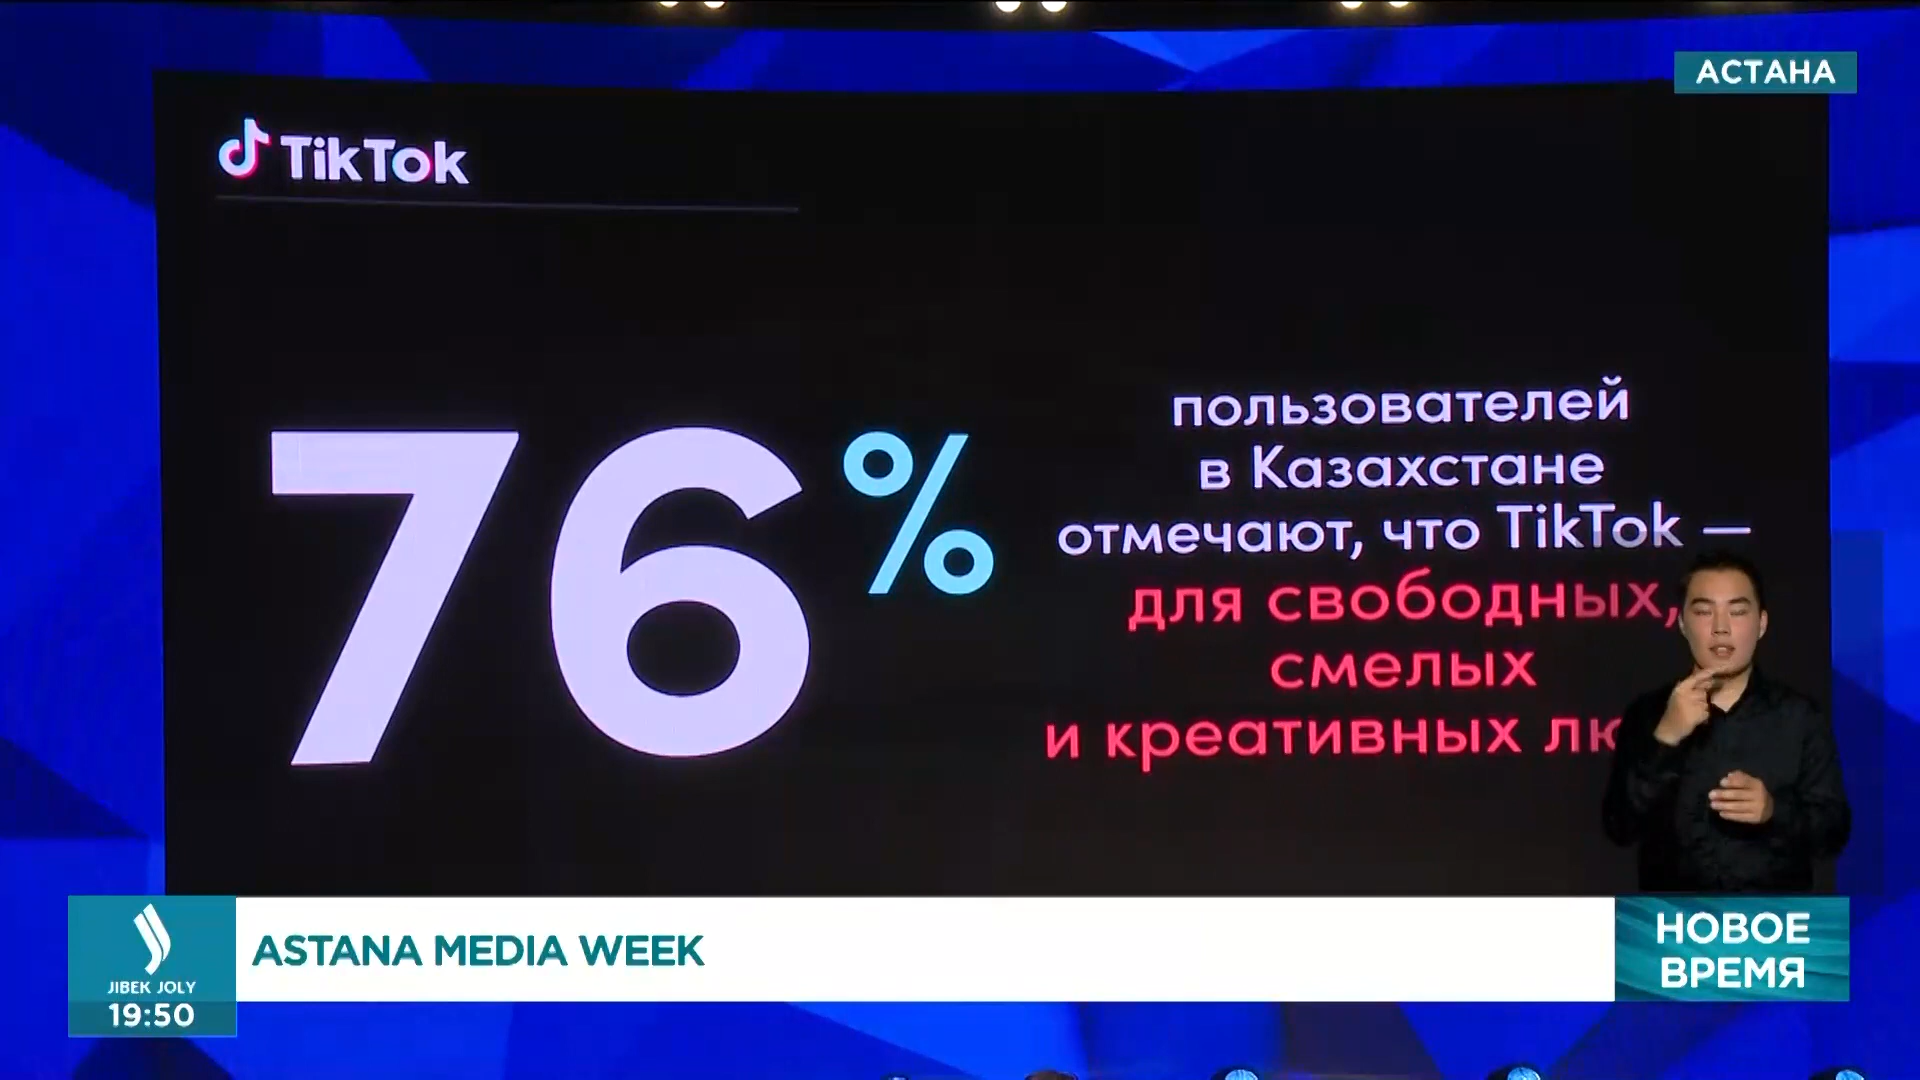 АСТАНА
TikTok
76%
пользователей
в Казахстане
отмечают, что TikTok —
для свободных,
смелых
и креативных
ASTANA MEDIA WEEK
НОВОЕ
ВРЕМЯ
JIBEK JOLY
19:50